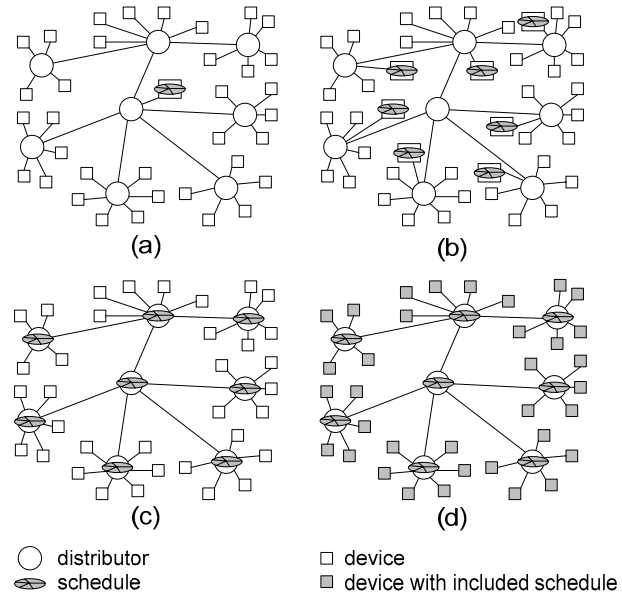 (a)
(b)
(c)
(d)
distributor
device
schedule
device with included schedule